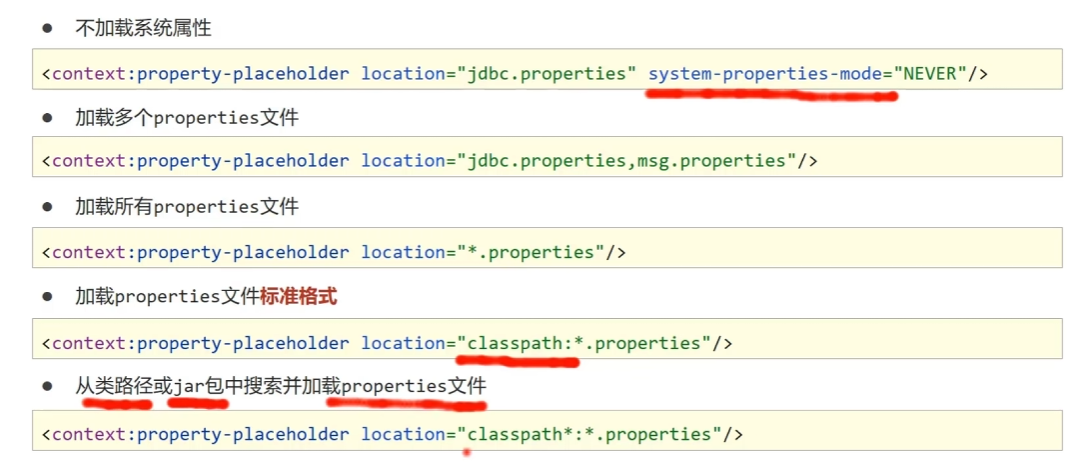 ● 不加载系统属性
<context:property-placeholder location="jdbc.properties" system-properties-mode="NEVER"/>
● 加载多个properties文件
<context:property-placeholder location="jdbc.properties,msg.properties"/>
● 加载所有properties文件
<context:property-placeholder location="*.properties"/>
● 加载properties文件标准格式
<context:property-placeholder location="classpath:*.properties"/>
● 从类路径或jar包中搜索并加载properties文件
<context:property-placeholder location="classpath*:*.properties"/>